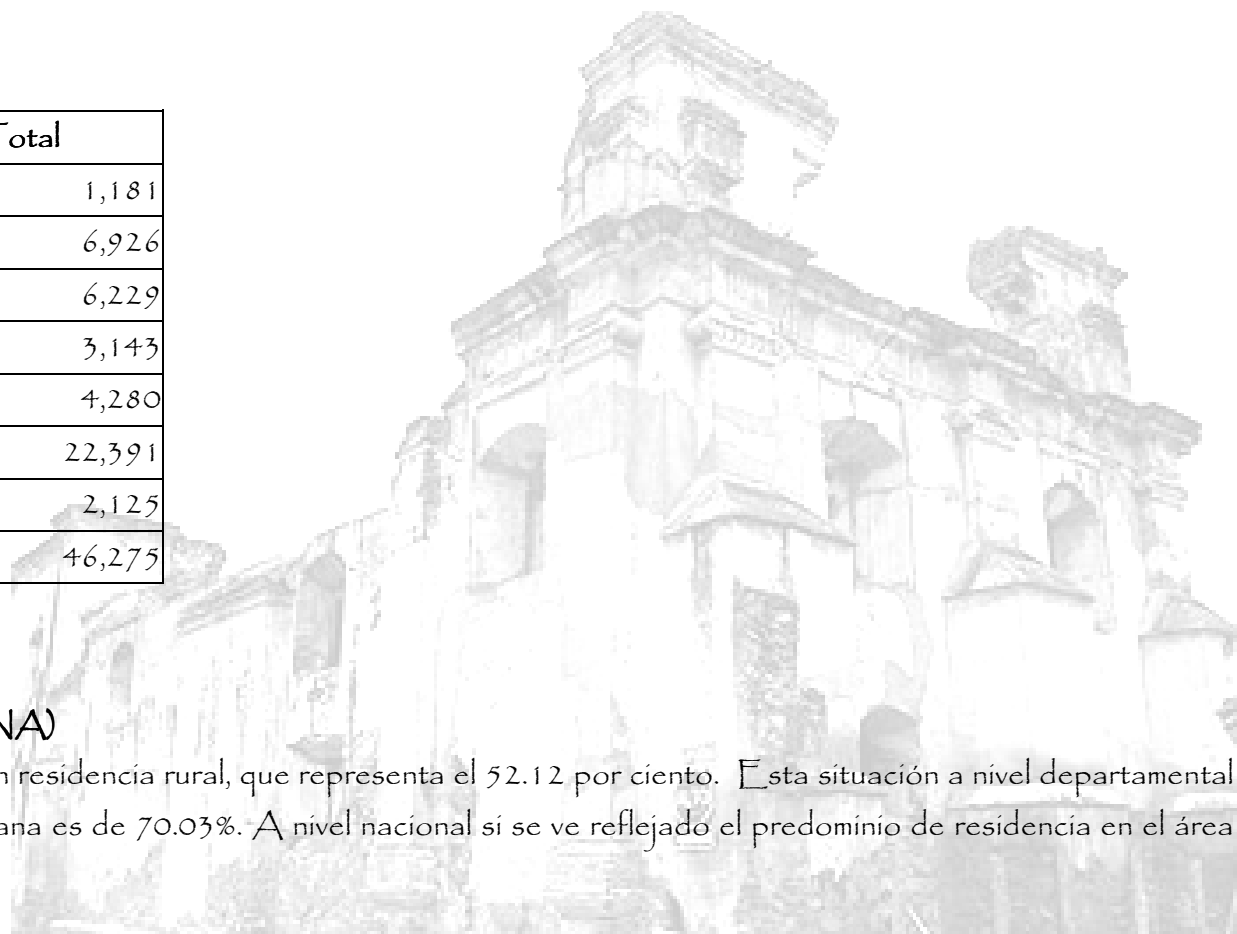 Total
1,181
6,926
6,229
3,143
4,280
22,391
2,125
46,275
NA)
residencia rural, que representa el 52.12 por ciento. Esta situación a nivel departamental
ana es de 70.03%. A nivel nacional si se ve reflejado el predominio de residencia en el área